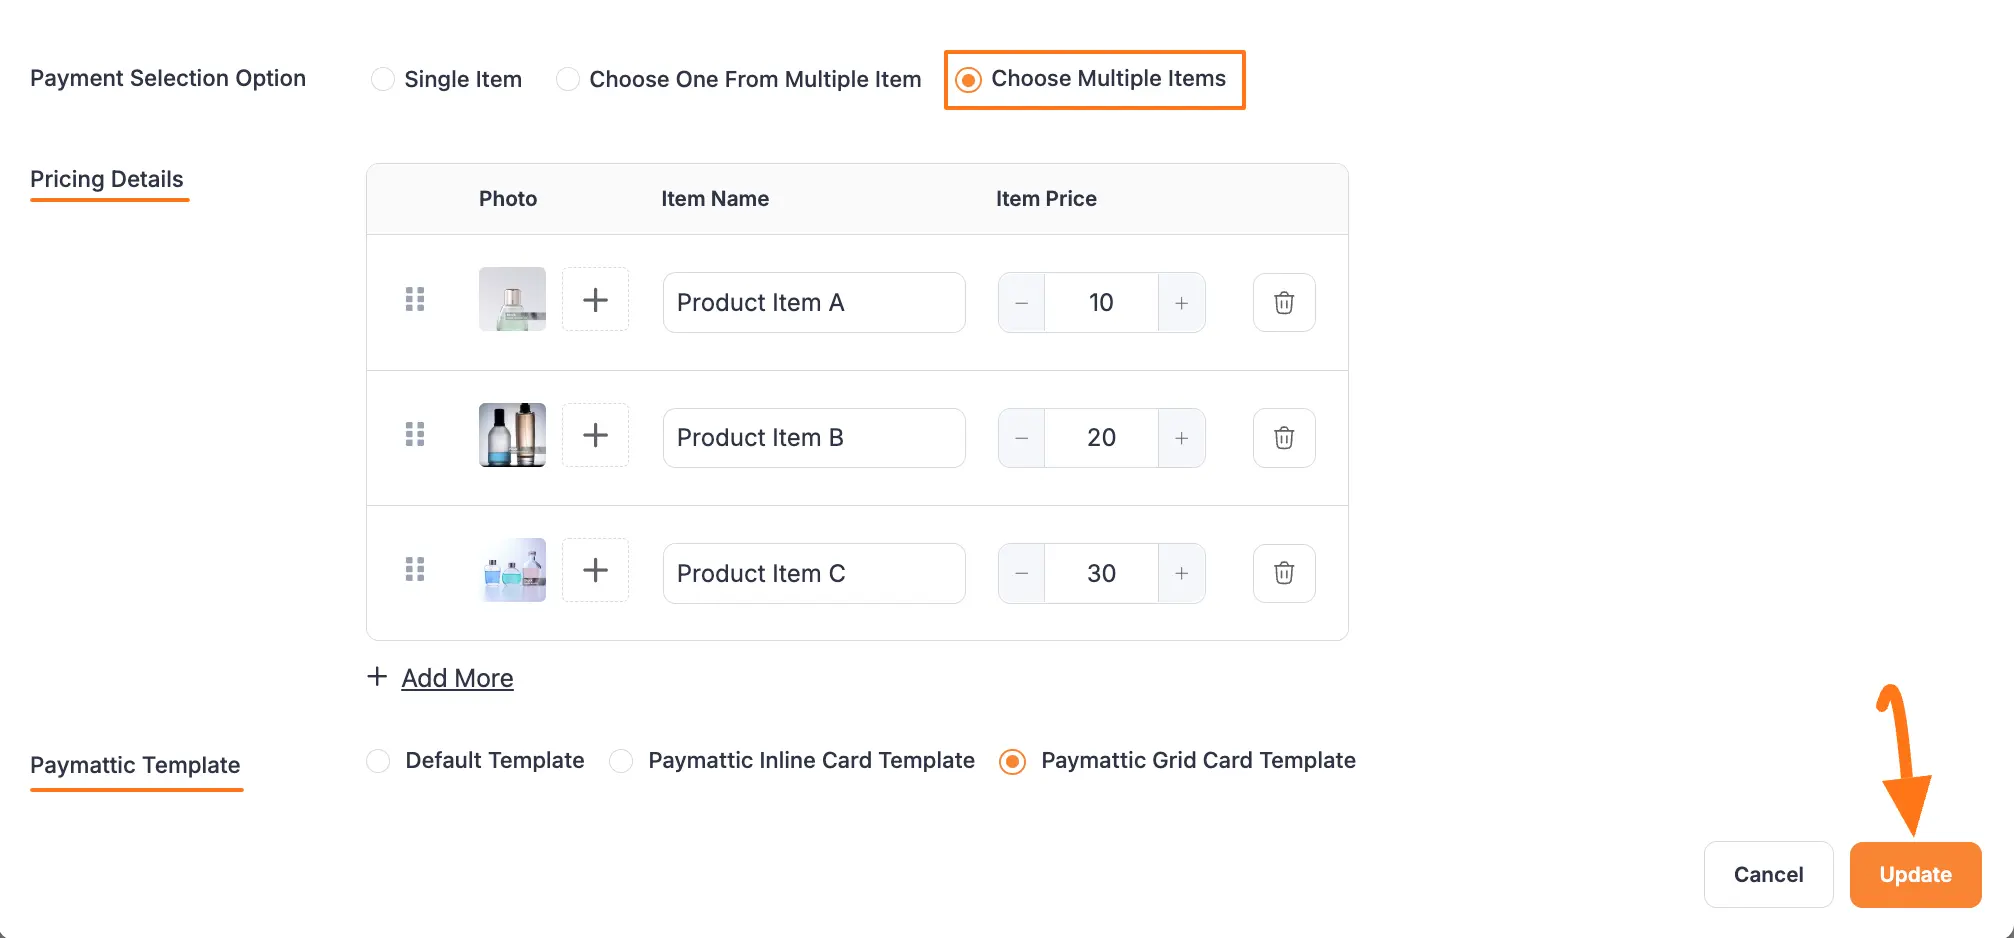 Payment Selection Option Single Item Choose One From Multiple Item Choose Multiple Items
Pricing Details
Photo Item Name Item Price
Product Item A 10
Product Item B 20
Product Item C 30
Add More
Paymattic Template Default Template Paymattic Inline Card Template Paymattic Grid Card Template
Cancel Update